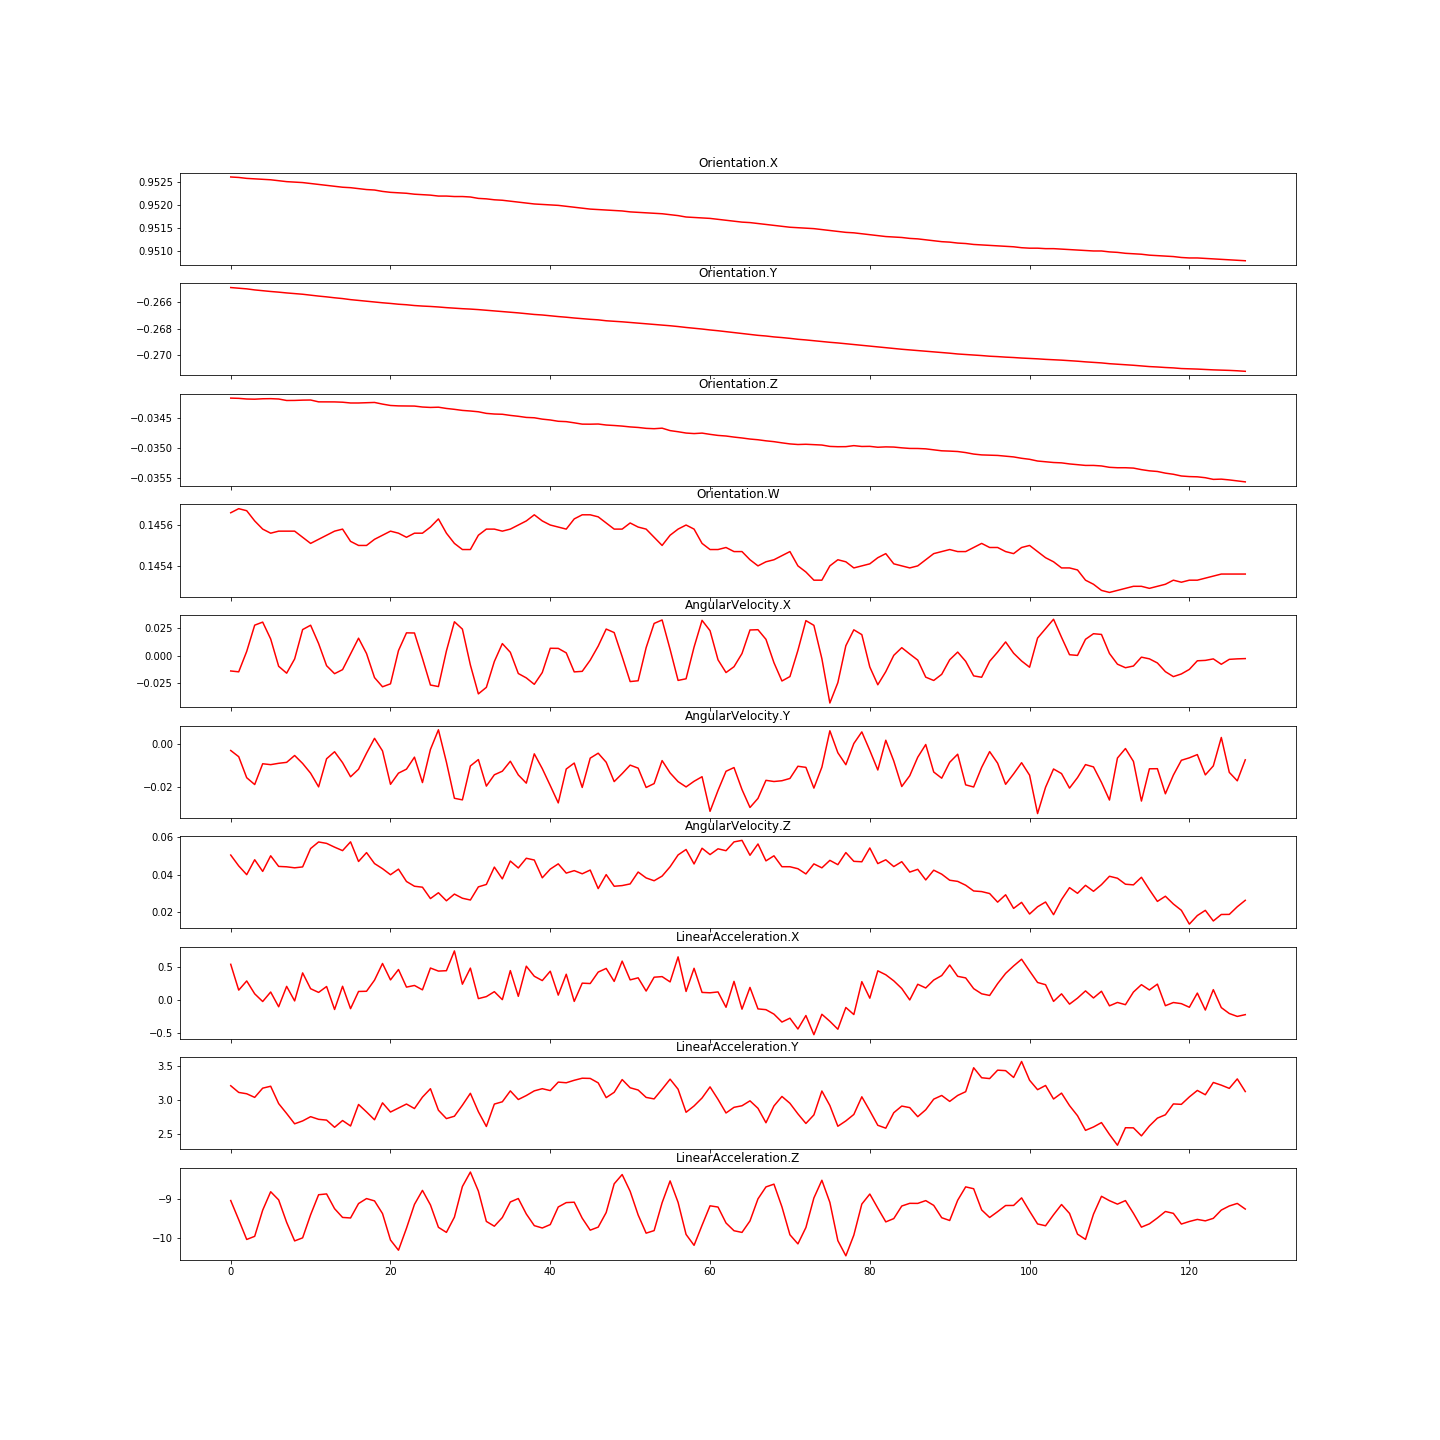 Orientation.X
0.9525
0.9520
0.9515
0.9510
Orientation.Y
−0.266
−0.268
−0.270
Orientation.Z
−0.0345
−0.0350
−0.0355
Orientation.W
0.1456
0.1454
AngularVelocity.X
0.025
0.000
−0.025
AngularVelocity.Y
0.00
−0.02
AngularVelocity.Z
0.06
0.04
0.02
LinearAcceleration.X
0.5
0.0
−0.5
LinearAcceleration.Y
3.5
3.0
2.5
LinearAcceleration.Z
−9
−10
0 20 40 60 80 100 120